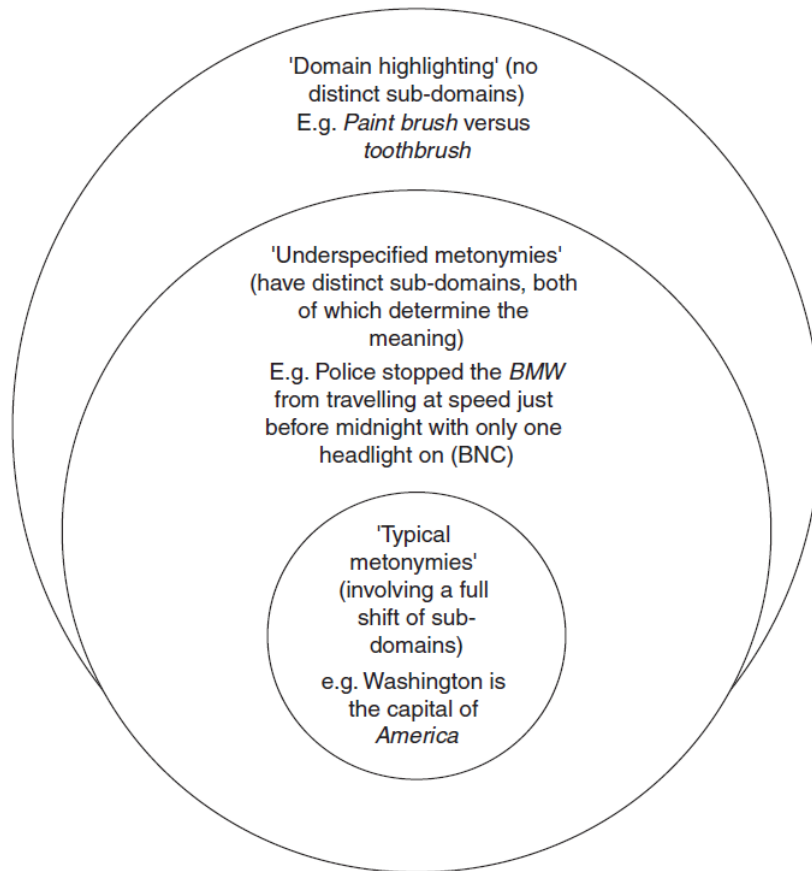 'Domain highlighting' (no
distinct sub-domains)
E.g. Paint brush versus
toothbrush
'Underspecified metonymies'
(have distinct sub-domains, both
of which determine the
meaning)
E.g. Police stopped the BMW
from travelling at speed just
before midnight with only one
headlight on (BNC)
'Typical
metonymies'
(involving a full
shift of sub-
domains)
e.g. Washington is
the capital of
America